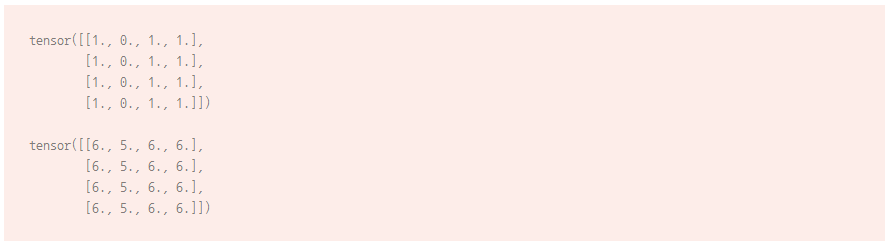 tensor([[1., 0., 1., 1.],
        [1., 0., 1., 1.],
        [1., 0., 1., 1.],
        [1., 0., 1., 1.]])

tensor([[6., 5., 6., 6.],
        [6., 5., 6., 6.],
        [6., 5., 6., 6.],
        [6., 5., 6., 6.]])